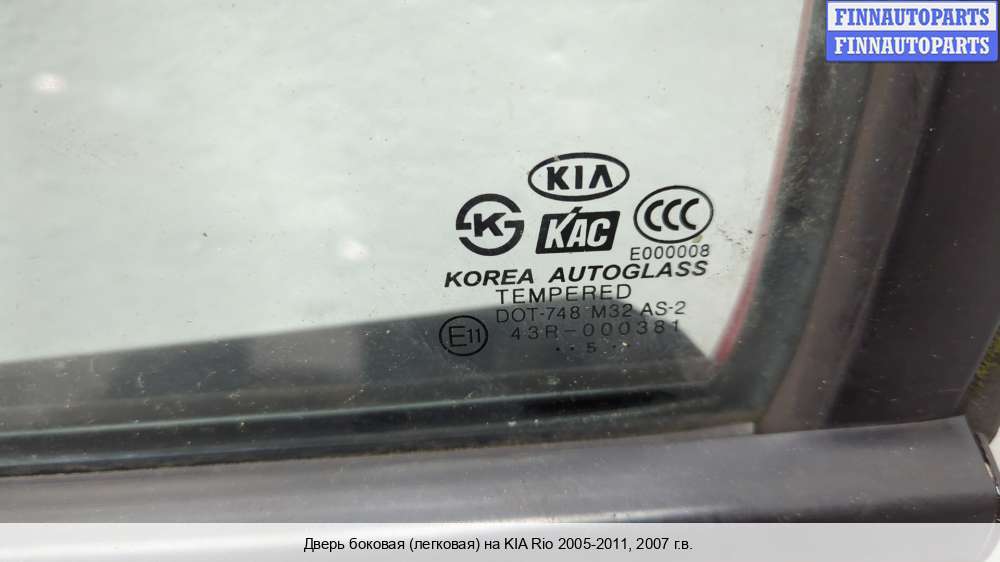 FINNAUTOPARTS
FINNAUTOPARTS
KIA
K
KAC
CCC
E000008
KOREA AUTOGLASS
TEMPERED
DOT-748 M32 AS-2
E11
43R-000381
..5..
Дверь боковая (легковая) на KIA Rio 2005-2011, 2007 г.в.